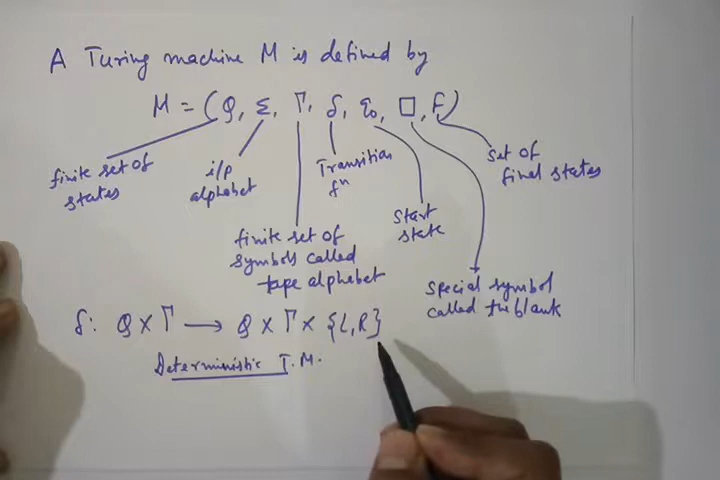 A Turing machine M is defined by
M = (Q, Σ, Γ, δ, q0, □, F)
finite set of
states
i/p
alphabet
finite set of
symbols called
tape alphabet
Transition
fⁿ
Start
state
special symbol
called the blank
Set of
final states
δ: Q × Γ → Q × Γ × {L, R}
Deterministic T.M.